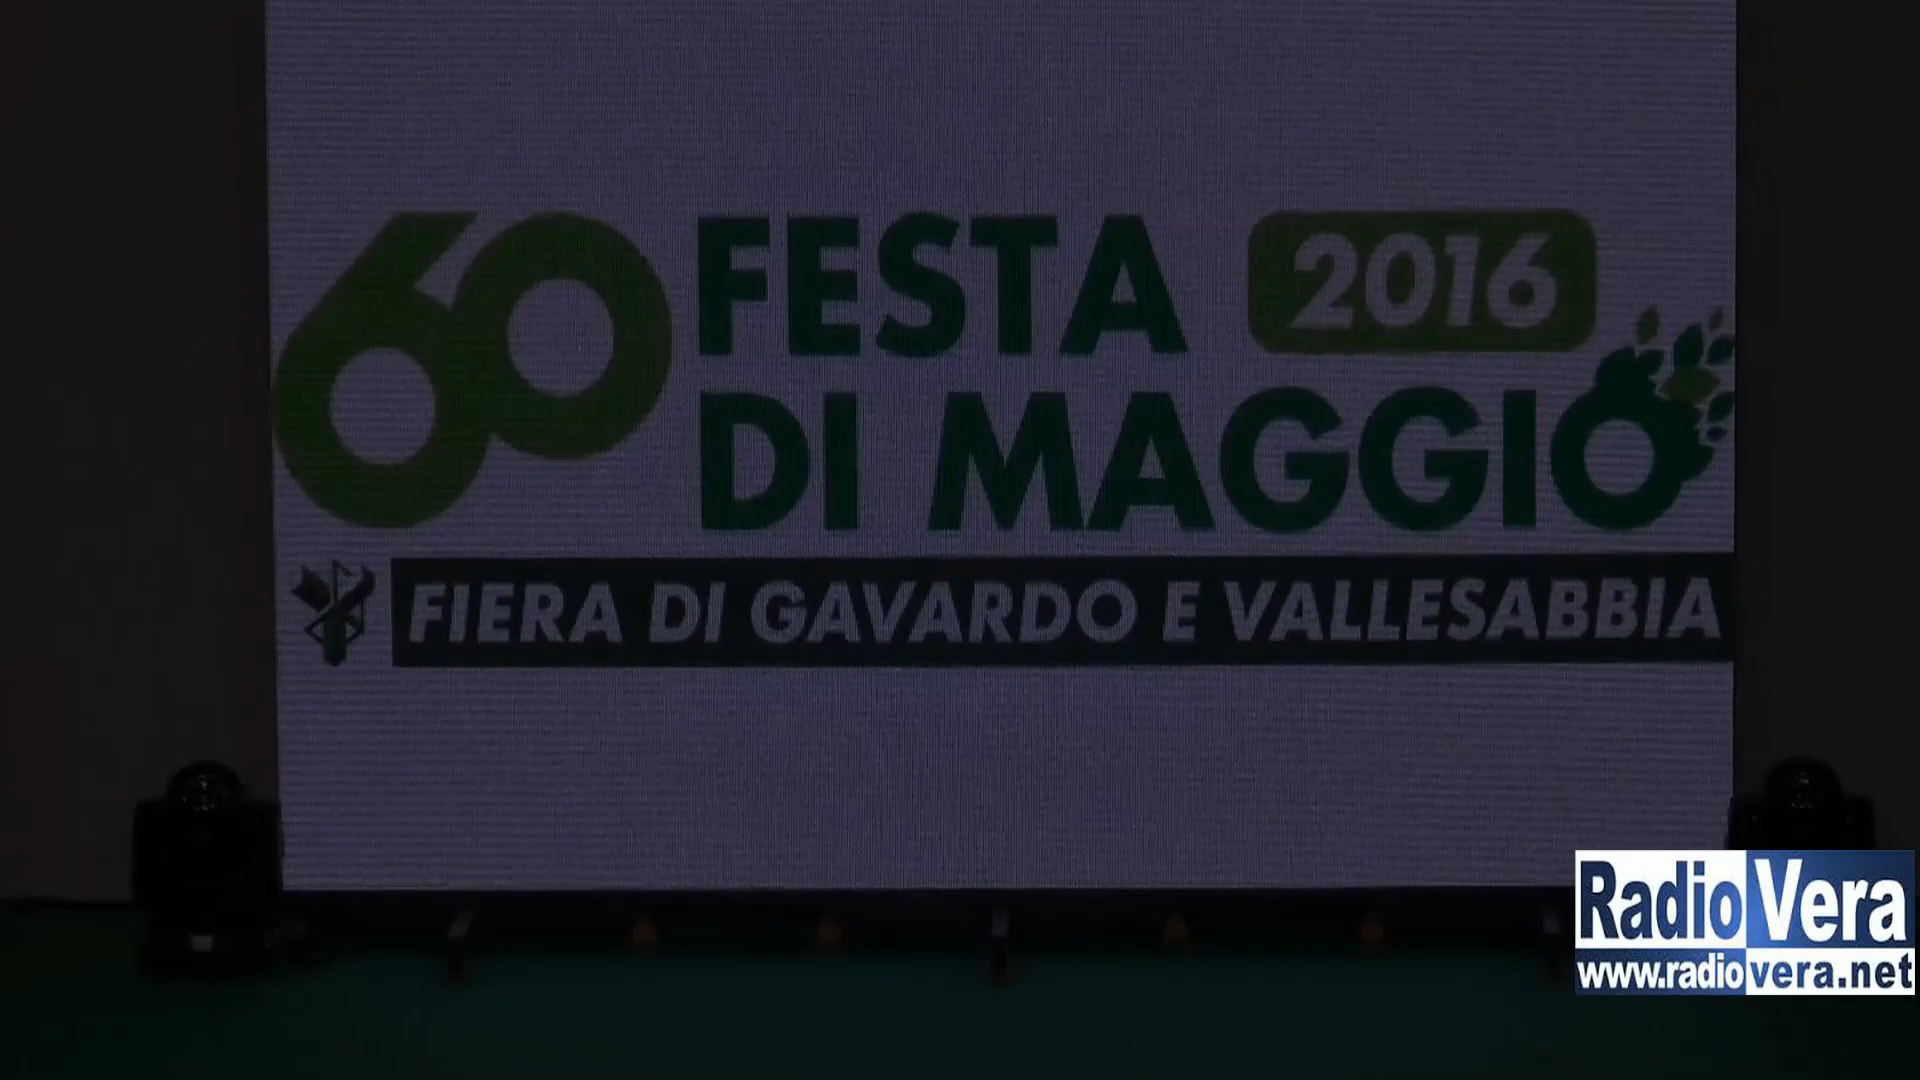 60 FESTA 2016
DI MAGGIO
FIERA DI GAVARDO E VALLESABBIA
Radio Vera
www.radiovera.net